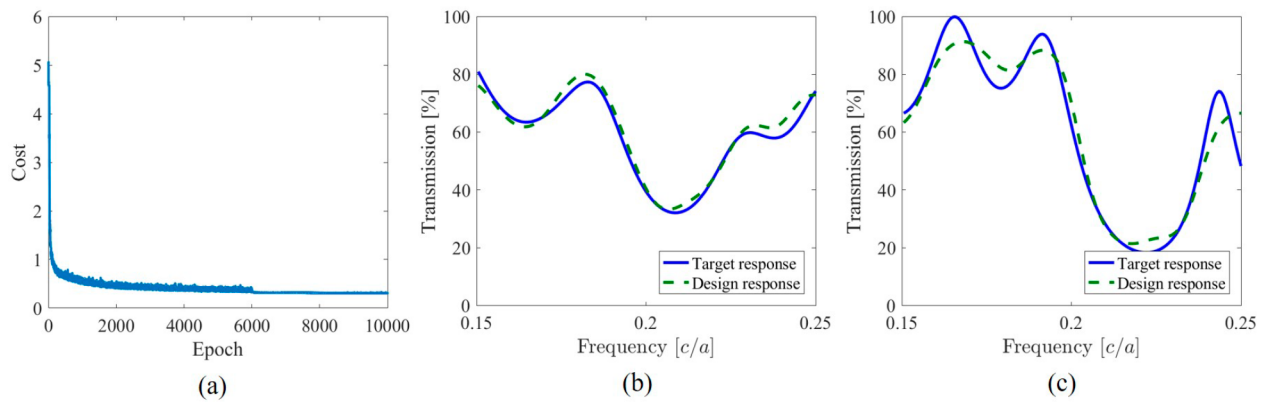 6
5
4
3
2
1
0
Cost
0 2000 4000 6000 8000 10000
Epoch
(a)
100
80
60
40
20
0
Transmission [%]
Target response
Design response
0.15 0.2 0.25
Frequency [c/a]
(b)
100
80
60
40
20
0
Transmission [%]
Target response
Design response
0.15 0.2 0.25
Frequency [c/a]
(c)